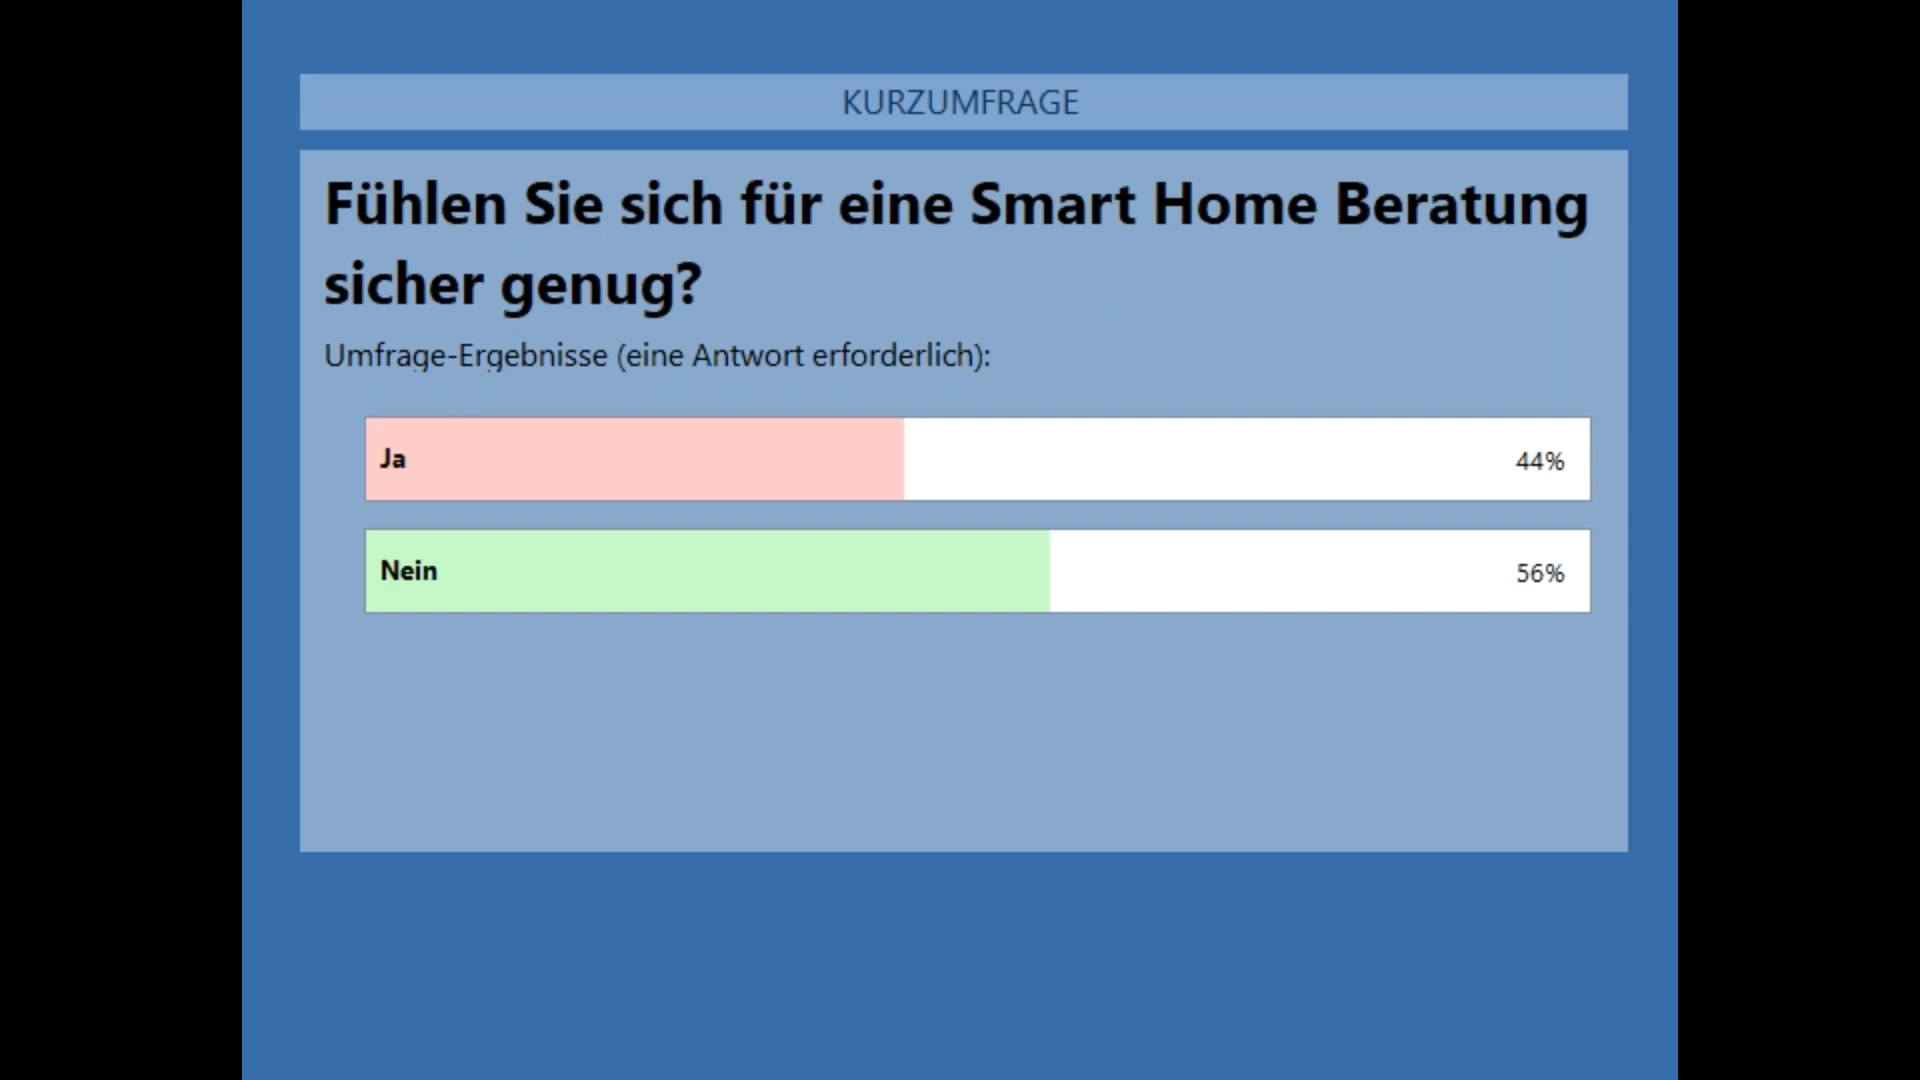 KURZUMFRAGE
Fühlen Sie sich für eine Smart Home Beratung
sicher genug?
Umfrage-Ergebnisse (eine Antwort erforderlich):
Ja 44%
Nein 56%